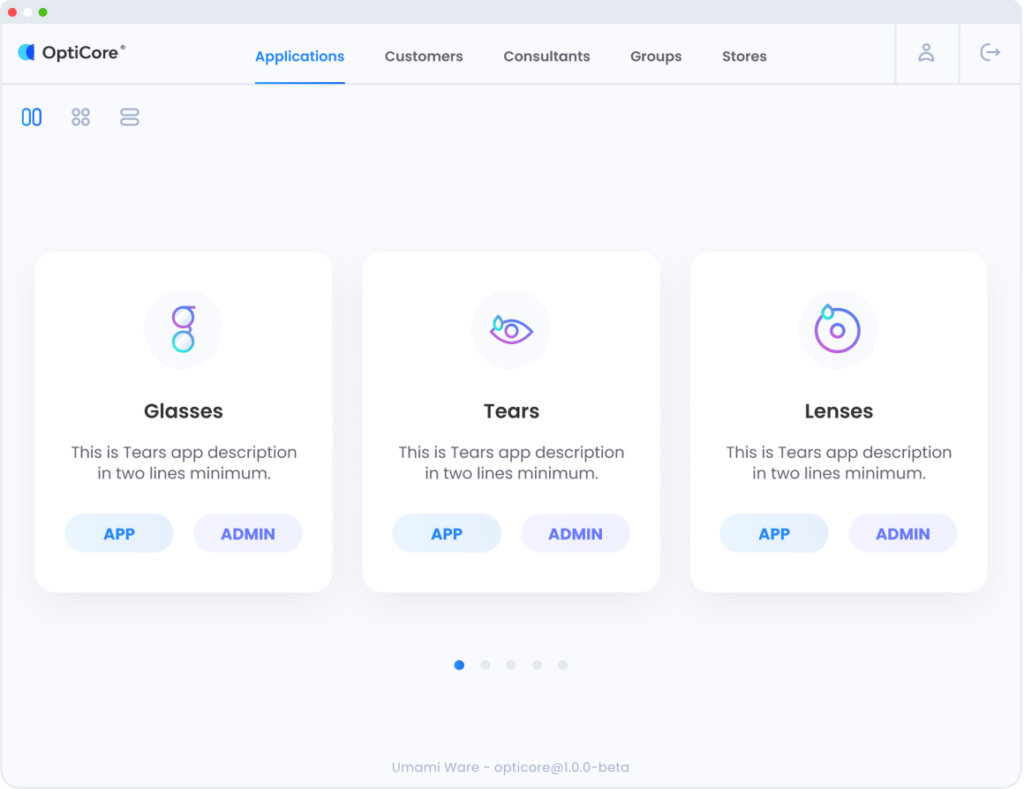 OptiCore®
Applications Customers Consultants Groups Stores
Glasses
This is Tears app description
in two lines minimum.
APP ADMIN
Tears
This is Tears app description
in two lines minimum.
APP ADMIN
Lenses
This is Tears app description
in two lines minimum.
APP ADMIN
Umami Ware - opticore@1.0.0-beta